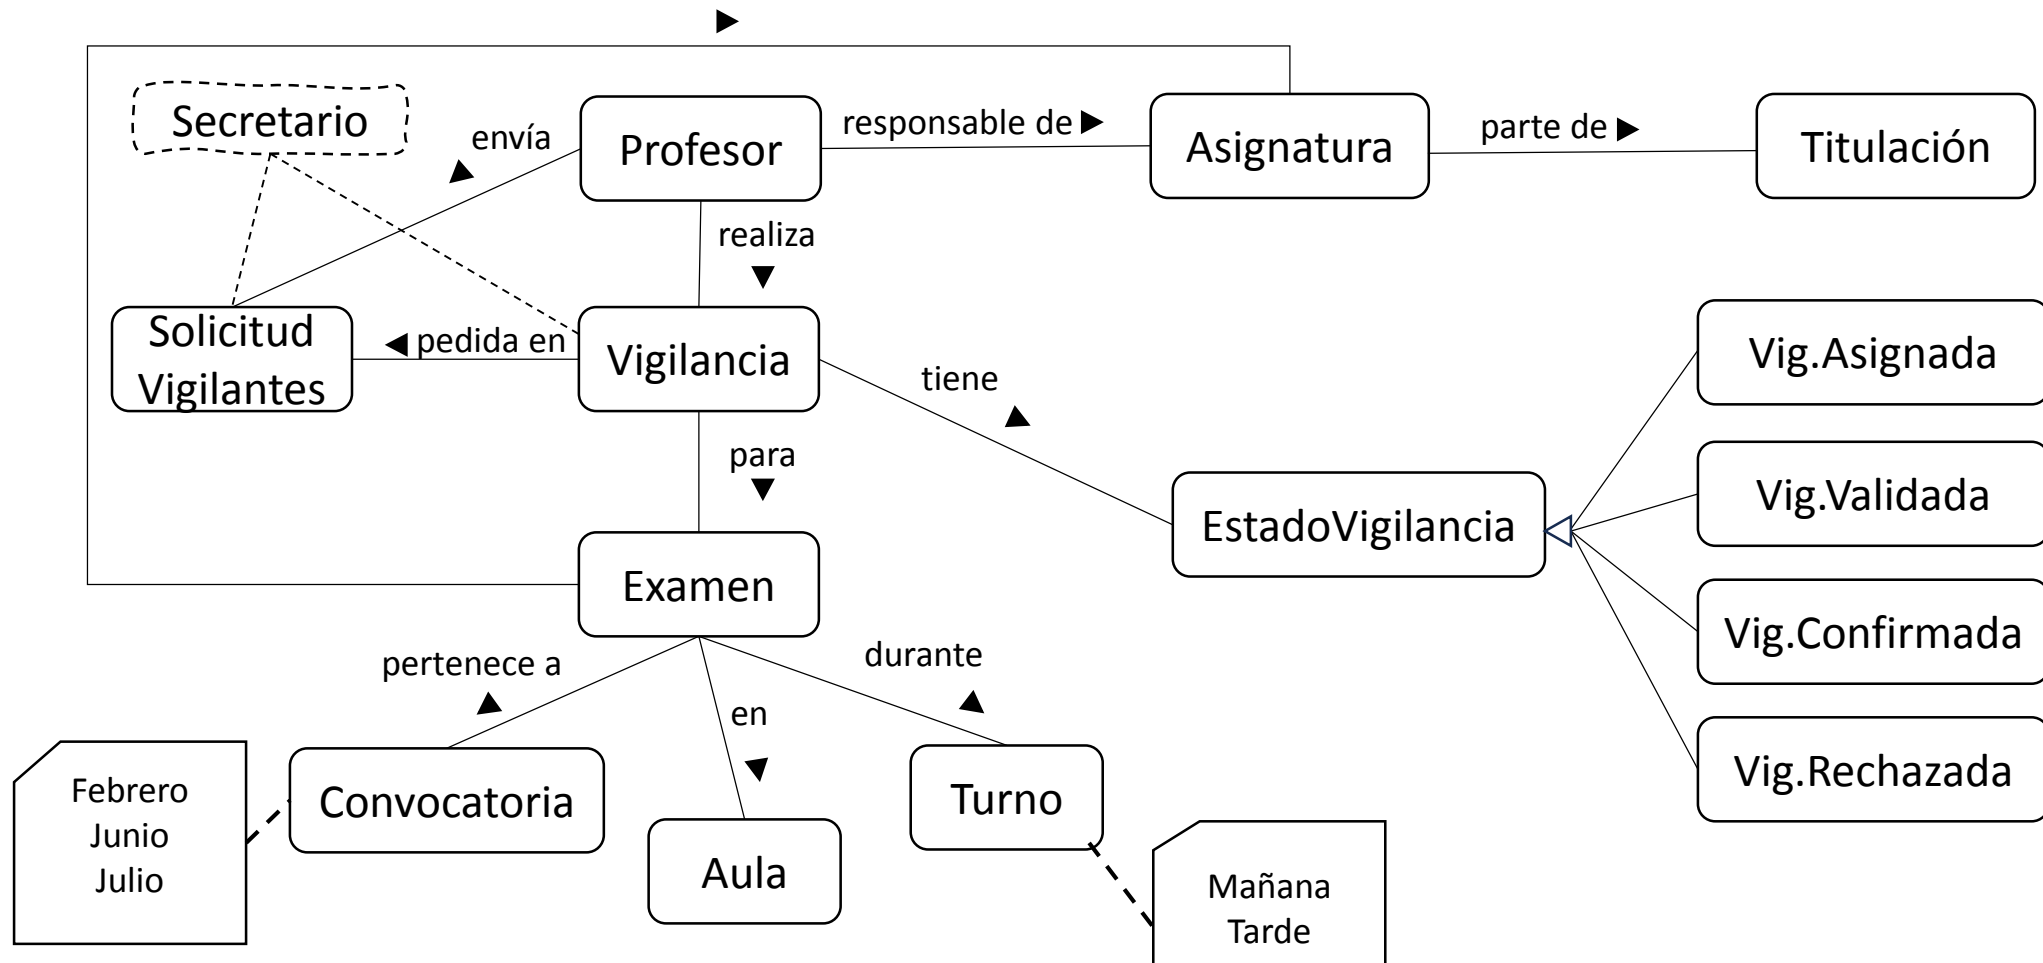 Secretario
envía
Profesor
responsable de
Asignatura
parte de
Titulación
realiza
Solicitud
Vigilantes
pedida en
Vigilancia
tiene
Vig.Asignada
para
Vig.Validada
EstadoVigilancia
Examen
Vig.Confirmada
pertenece a
durante
en
Vig.Rechazada
Febrero
Junio
Julio
Convocatoria
Turno
Aula
Mañana
Tarde